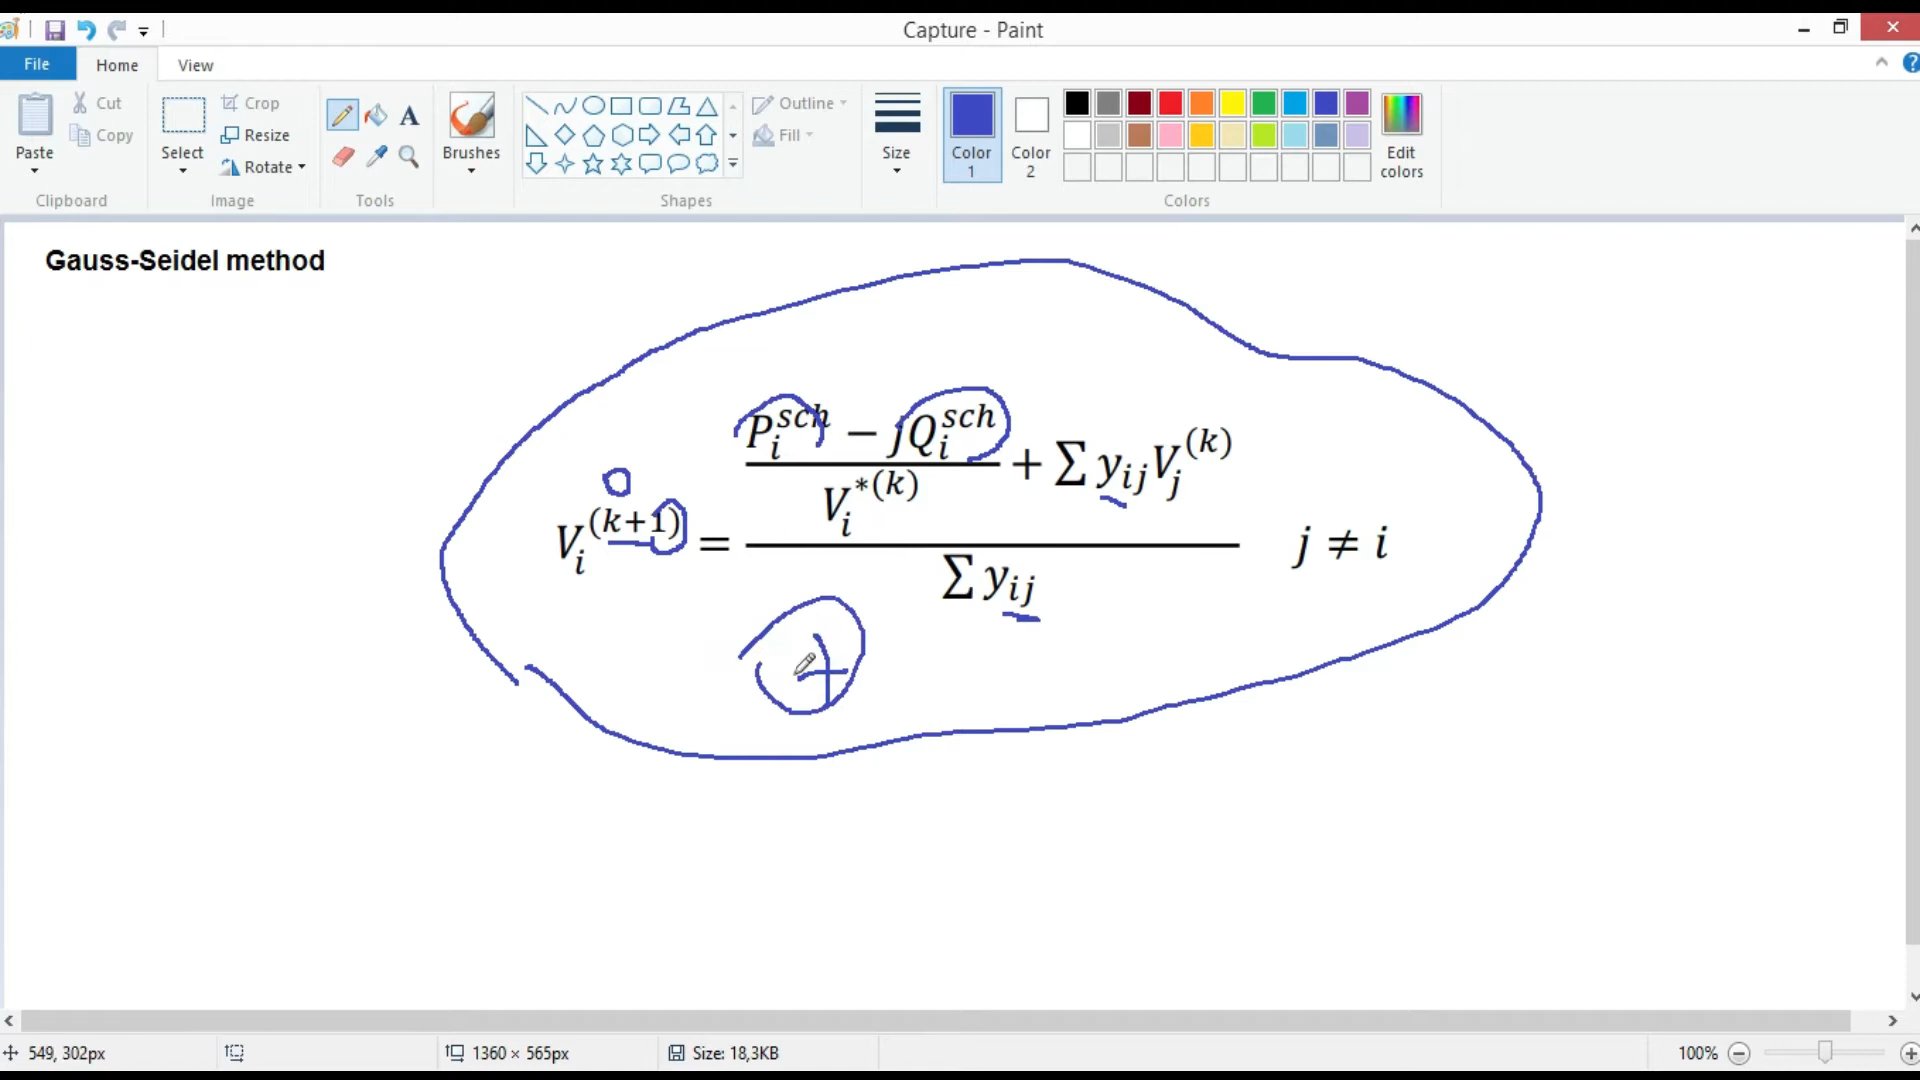 Capture - Paint
File Home View
Paste
Cut
Copy
Clipboard
Select
Crop
Resize
Rotate
Image
A
Tools
Brushes
Outline
Fill
Shapes
Size
Color 1
Color 2
Edit colors
Colors
Gauss-Seidel method
V_i^(k+1) = ((P_i^sch − jQ_i^sch)/(V_i^*(k)) + ∑ y_ij V_j^(k)) / (∑ y_ij)   j ≠ i
549, 302px
1360 × 565px
Size: 18,3KB
100%